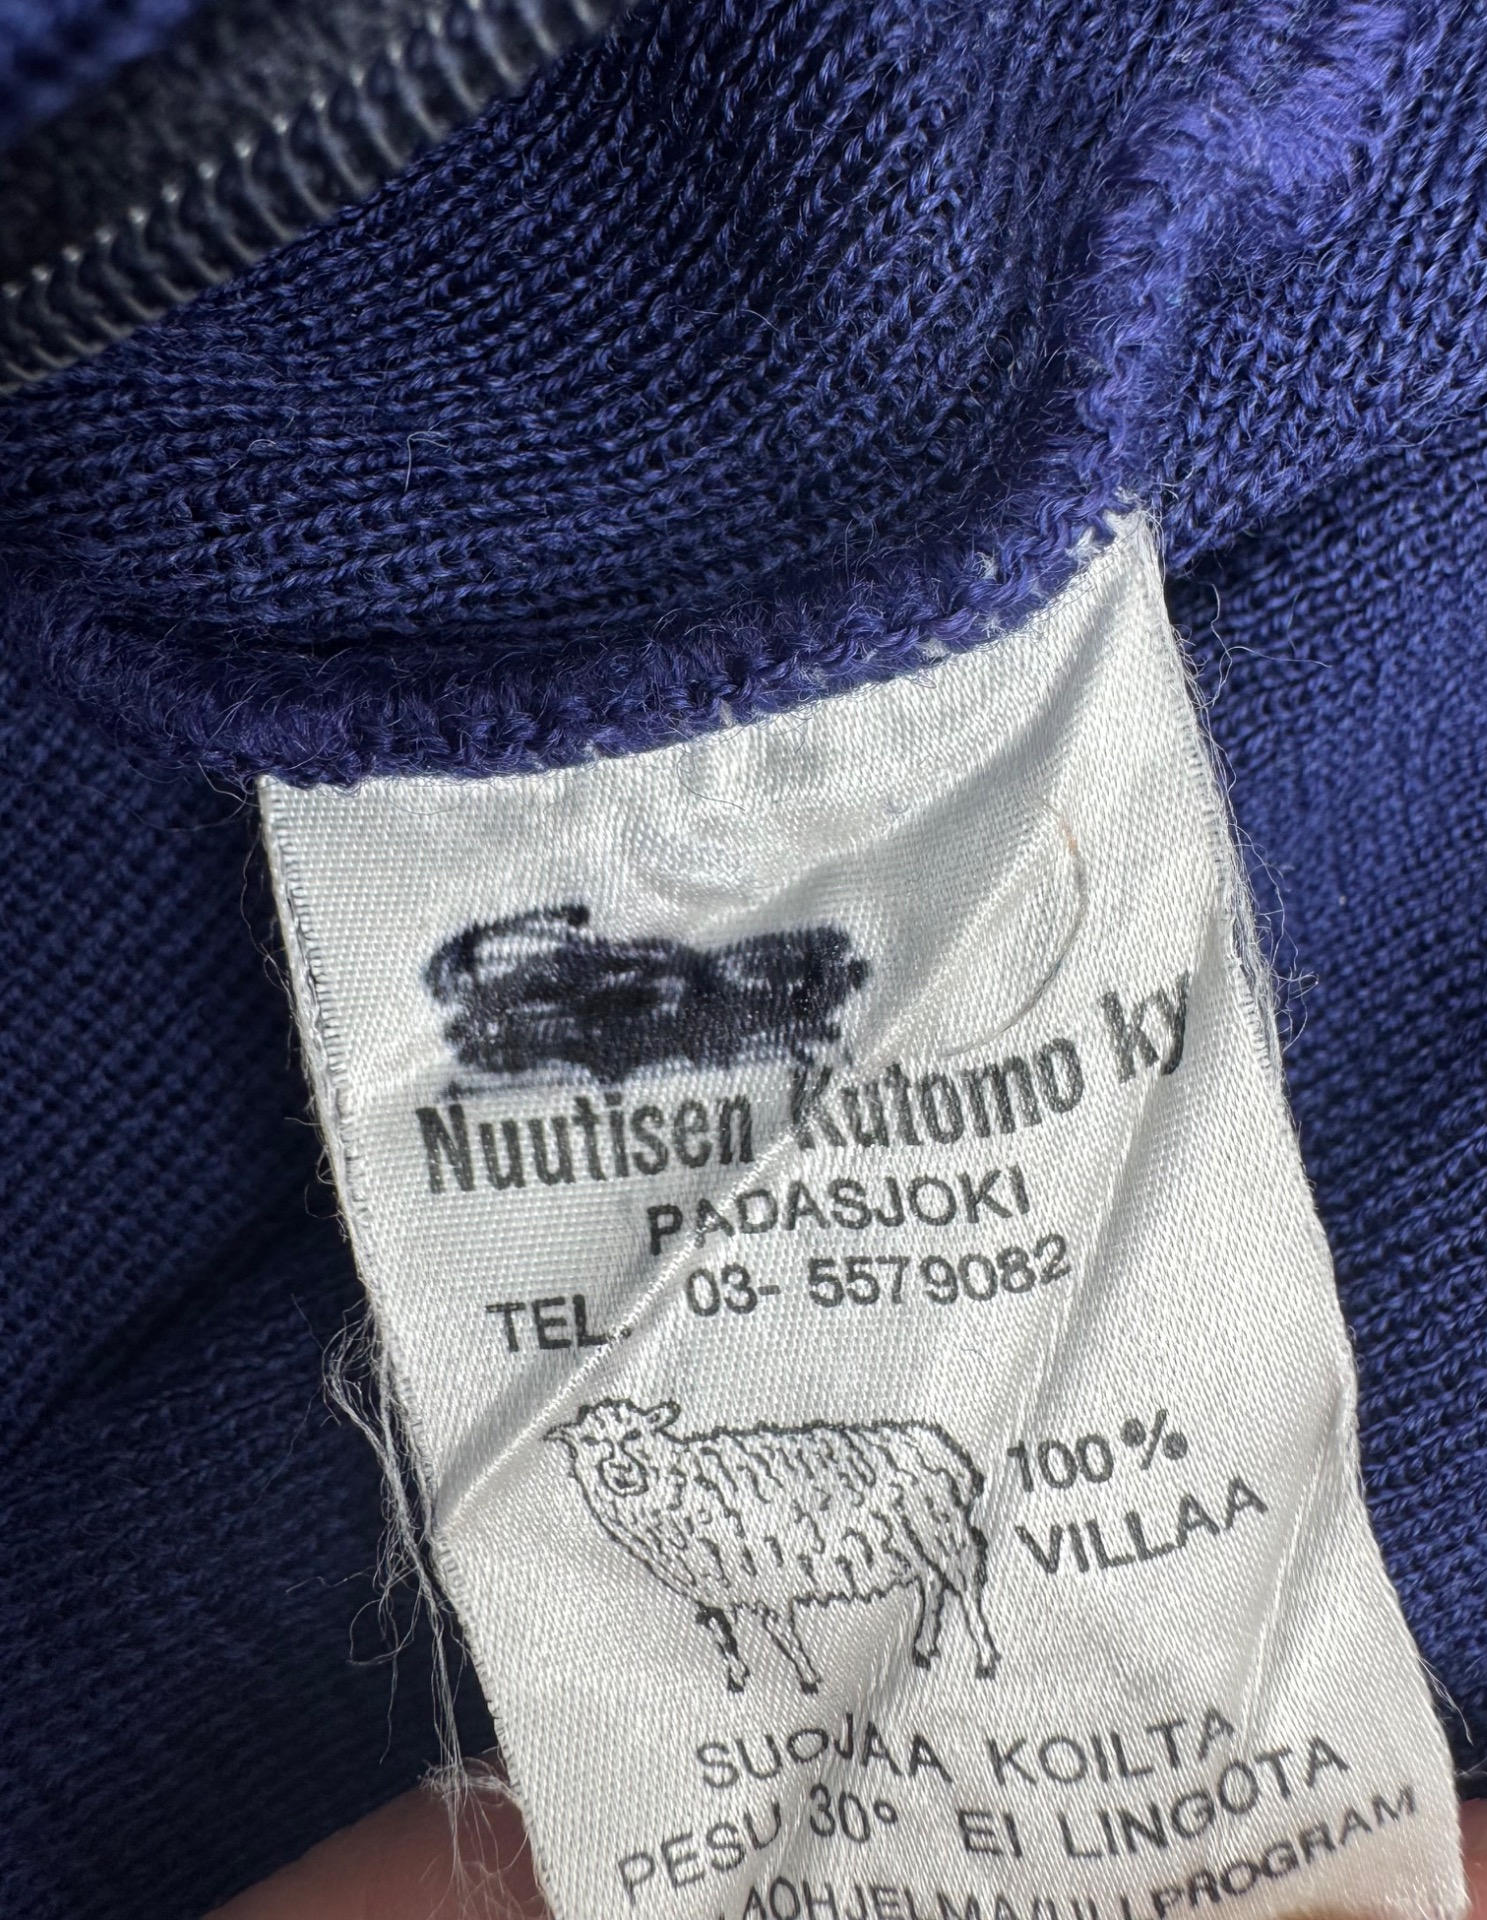 Nuutisen Kutomo ky
PADASJOKI
TEL. 03- 5579082
100%
VILLAA
SUOJAA KOILTA
PESU 30° EI LINGOTA